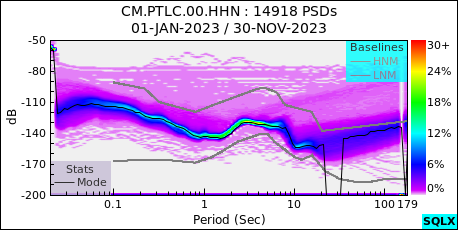 CM.PTLC.00.HHN : 14918 PSDs
01-JAN-2023 / 30-NOV-2023
-50
-80
-110
-140
-170
-200
dB
Baselines
HNM
LNM
Stats
Mode
0.1
1
10
100
179
Period (Sec)
30+
24%
18%
12%
6%
0%
SQLX